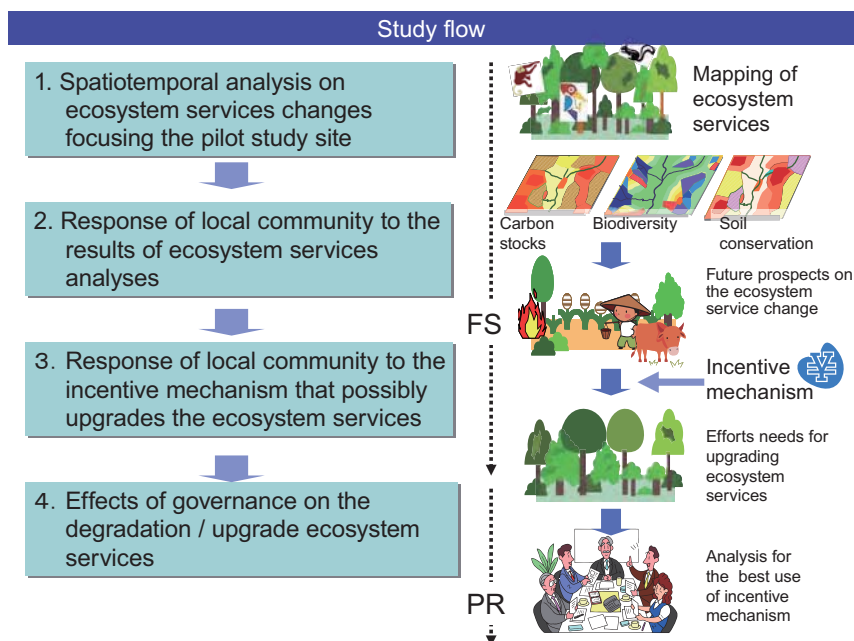 Study flow
1. Spatiotemporal analysis on
ecosystem services changes
focusing the pilot study site
2. Response of local community to the
results of ecosystem services
analyses
3. Response of local community to the
incentive mechanism that possibly
upgrades the ecosystem services
4. Effects of governance on the
degradation / upgrade ecosystem
services
FS
PR
Mapping of
ecosystem
services
Carbon
stocks
Biodiversity
Soil
conservation
Future prospects on
the ecosystem
service change
Incentive
mechanism
¥
Efforts needs for
upgrading
ecosystem
services
Analysis for
the best use
of incentive
mechanism